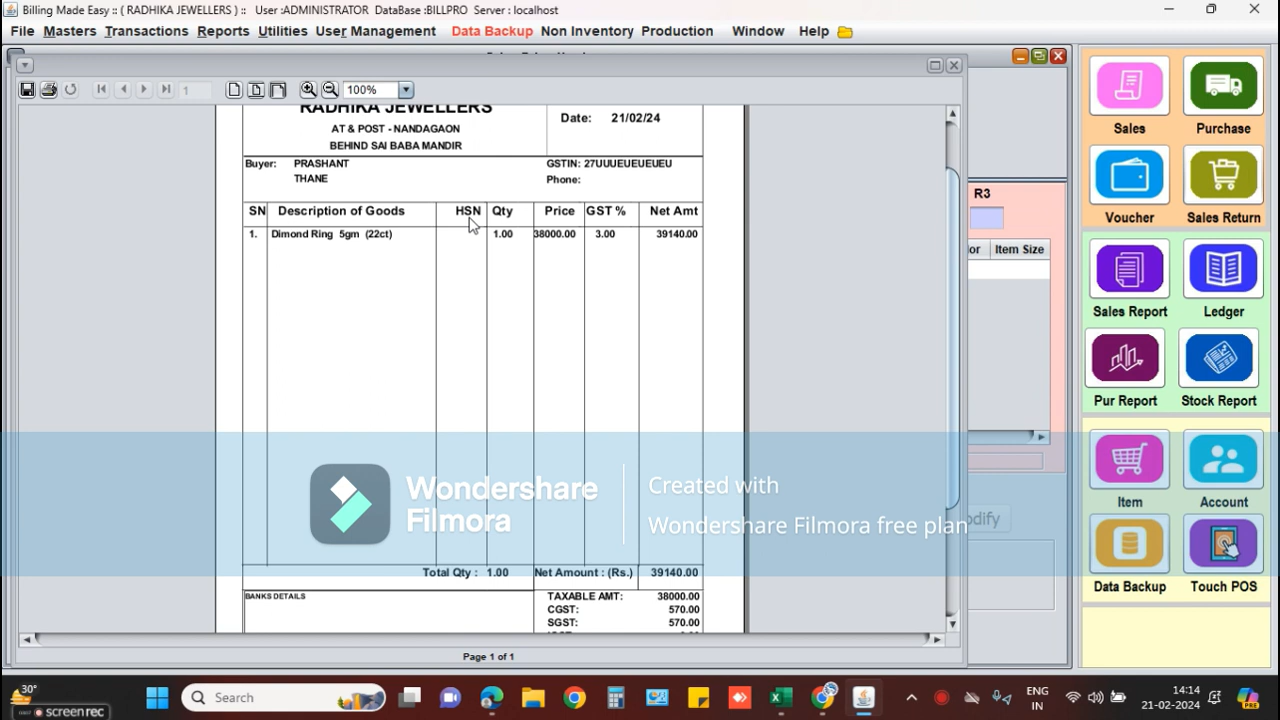 Billing Made Easy :: ( RADHIKA JEWELLERS ) :: User :ADMINISTRATOR DataBase :BILLPRO Server : localhost
File Masters Transactions Reports Utilities User Management Data Backup Non Inventory Production Window Help
1 100%
RADHIKA JEWELLERS
AT & POST - NANDAGAON
BEHIND SAI BABA MANDIR
Date: 21/02/24
Buyer: PRASHANT
THANE
GSTIN: 27UUUEUEUEUEU
Phone:
SN Description of Goods HSN Qty Price GST % Net Amt
1. Dimond Ring 5gm (22ct) 1.00 38000.00 3.00 39140.00
Total Qty : 1.00 Net Amount : (Rs.) 39140.00
BANKS DETAILS
TAXABLE AMT: 38000.00
CGST: 570.00
SGST: 570.00
Page 1 of 1
R3
Item Size
Wondershare
Filmora
Created with
Wondershare Filmora free plan
Sales Purchase
Voucher Sales Return
Sales Report Ledger
Pur Report Stock Report
Item Account
Data Backup Touch POS
30°
Search
ENG
IN
14:14
21-02-2024
PRE
screenrec